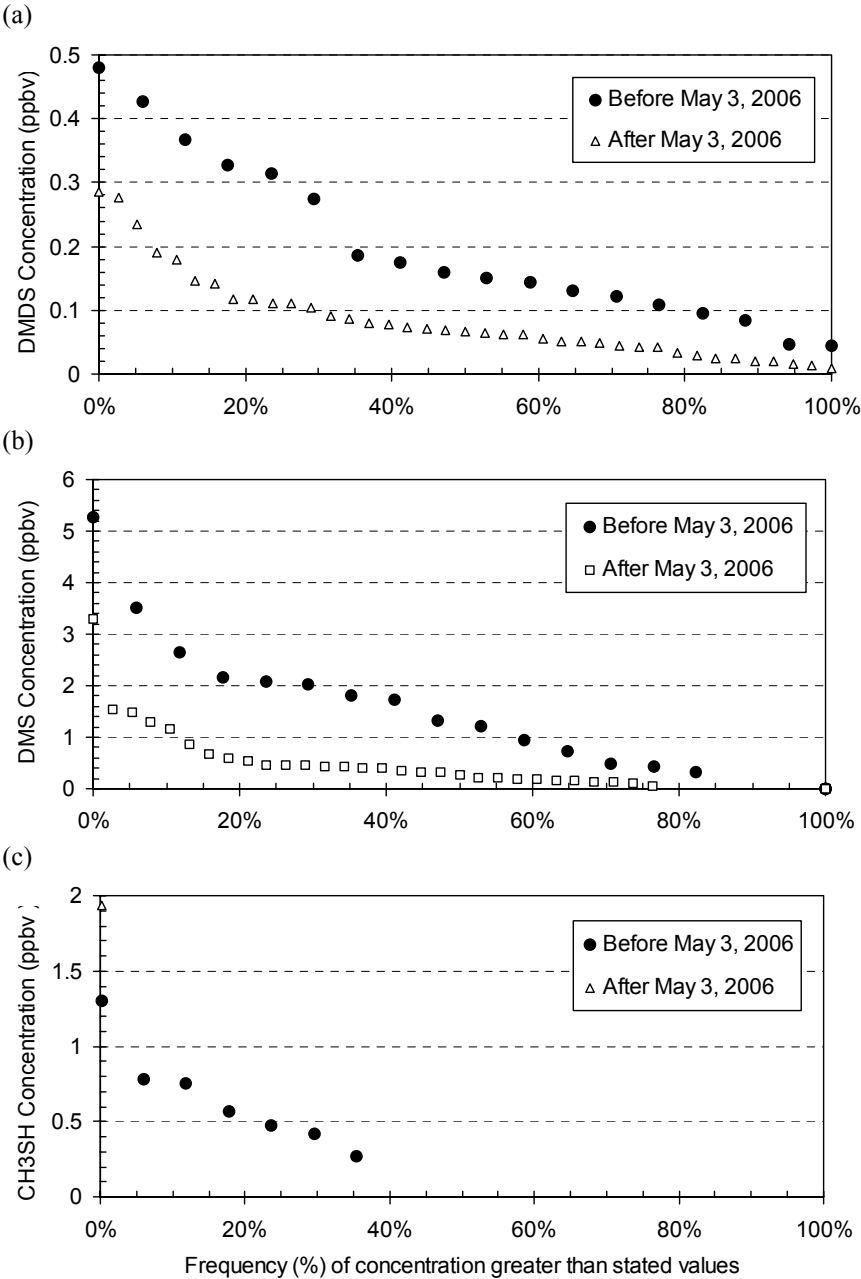 (a)
0.5
0.4
0.3
0.2
0.1
0
DMDS Concentration (ppbv)
Before May 3, 2006
After May 3, 2006
0% 20% 40% 60% 80% 100%
(b)
6
5
4
3
2
1
0
DMS Concentration (ppbv)
Before May 3, 2006
After May 3, 2006
0% 20% 40% 60% 80% 100%
(c)
2
1.5
1
0.5
0
CH3SH Concentration (ppbv
Before May 3, 2006
After May 3, 2006
0% 20% 40% 60% 80% 100%
Frequency (%) of concentration greater than stated values